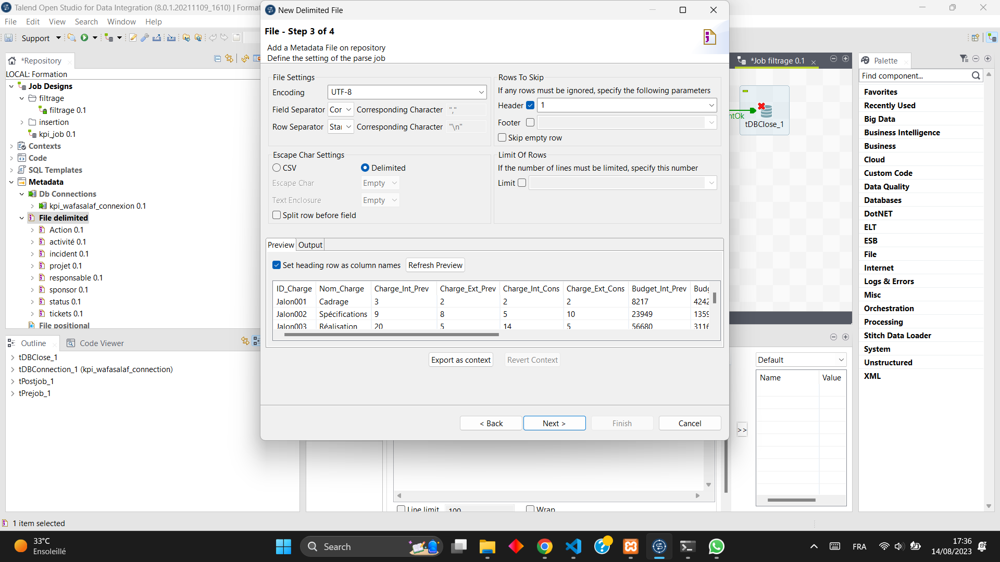 Talend Open Studio for Data Integration (8.0.1.20211109_1610) | Format
File Edit View Search Window Help
Support
*Repository
LOCAL: Formation
Job Designs
filtrage
filtrage 0.1
insertion
kpi_job 0.1
Contexts
Code
SQL Templates
Metadata
Db Connections
kpi_wafasalaf_connexion 0.1
File delimited
Action 0.1
activité 0.1
incident 0.1
projet 0.1
responsable 0.1
sponsor 0.1
status 0.1
tickets 0.1
File positional
Outline
Code Viewer
tDBClose_1
tDBConnection_1 (kpi_wafasalaf_connection)
tPostjob_1
tPrejob_1
1 item selected
New Delimited File
File - Step 3 of 4
Add a Metadata File on repository
Define the setting of the parse job
File Settings
Encoding UTF-8
Field Separator Cor Corresponding Character ","
Row Separator Star Corresponding Character "\n"
Rows To Skip
If any rows must be ignored, specify the following parameters
Header 1
Footer
Skip empty row
Escape Char Settings
CSV Delimited
Escape Char Empty
Text Enclosure Empty
Split row before field
Limit Of Rows
If the number of lines must be limited, specify this number
Limit
Preview Output
Set heading row as column names Refresh Preview
ID_Charge Nom_Charge Charge_Int_Prev Charge_Ext_Prev Charge_Int_Cons Charge_Ext_Cons Budget_Int_Prev Budg
Jalon001 Cadrage 3 2 2 2 8217 4242
Jalon002 Spécifications 9 8 5 10 23949 1359
Jalon003 Réalisation 20 5 14 5 56680 3116
Export as context Revert Context
< Back Next > Finish Cancel
Line limit 100 Wrap
*Job filtrage 0.1
ntOk
tDBClose_1
Default
Name Value
>>
Palette
Find component...
Favorites
Recently Used
Big Data
Business Intelligence
Business
Cloud
Custom Code
Data Quality
Databases
DotNET
ELT
ESB
File
Internet
Logs & Errors
Misc
Orchestration
Processing
Stitch Data Loader
System
Unstructured
XML
33°C
Ensoleillé
Search
FRA
17:36
14/08/2023